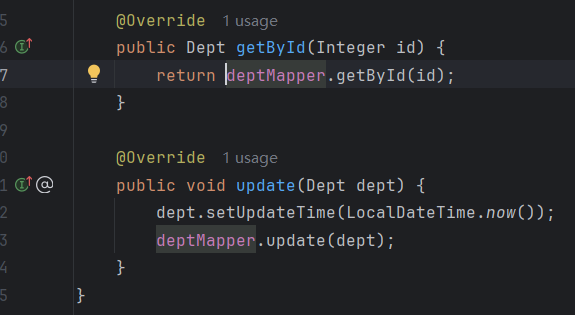 5 @Override 1 usage
6 public Dept getById(Integer id) {
7 return deptMapper.getById(id);
8 }
9
0 @Override 1 usage
1 @ public void update(Dept dept) {
2 dept.setUpdateTime(LocalDateTime.now());
3 deptMapper.update(dept);
4 }
5 }